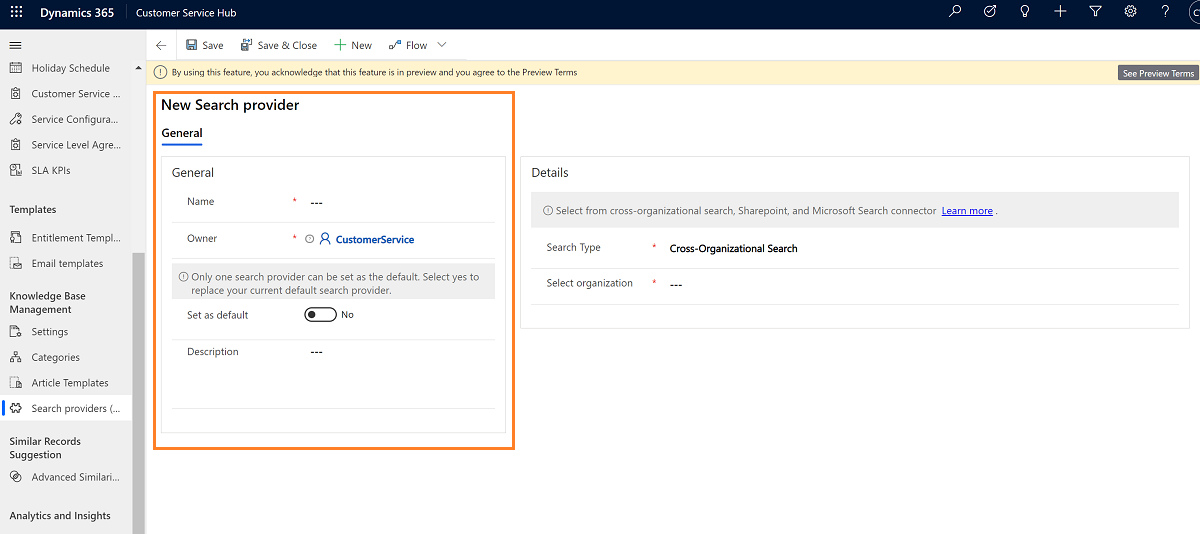 Dynamics 365
Customer Service Hub
Save
Save & Close
New
Flow
By using this feature, you acknowledge that this feature is in preview and you agree to the Preview Terms
See Preview Terms
Holiday Schedule
Customer Service ...
Service Configura...
Service Level Agre...
SLA KPIs
Templates
Entitlement Templ...
Email templates
Knowledge Base
Management
Settings
Categories
Article Templates
Search providers (...
Similar Records
Suggestion
Advanced Similari...
Analytics and Insights
New Search provider
General
General
Name * ---
Owner * CustomerService
Only one search provider can be set as the default. Select yes to
replace your current default search provider.
Set as default No
Description ---
Details
Select from cross-organizational search, Sharepoint, and Microsoft Search connector Learn more .
Search Type * Cross-Organizational Search
Select organization * ---